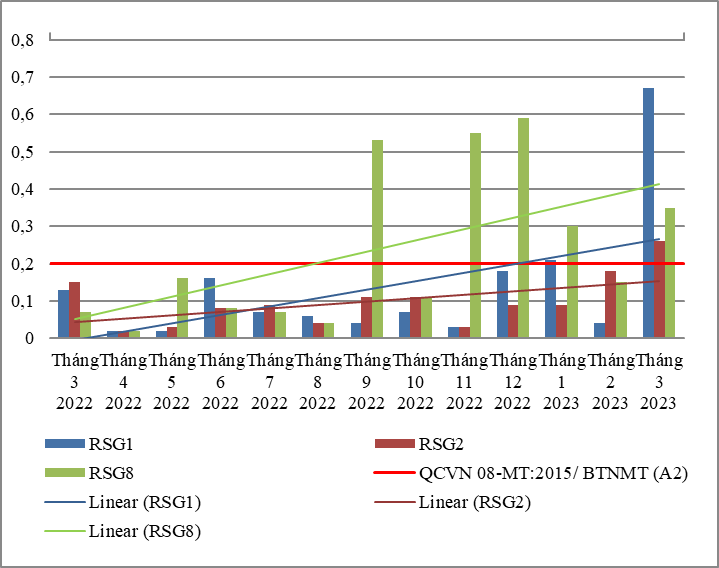 0,8
0,7
0,6
0,5
0,4
0,3
0,2
0,1
0
Tháng Tháng Tháng Tháng Tháng Tháng Tháng Tháng Tháng Tháng Tháng Tháng Tháng
3 4 5 6 7 8 9 10 11 12 1 2 3
2022 2022 2022 2022 2022 2022 2022 2022 2022 2022 2023 2023 2023
RSG1 RSG2
RSG8 QCVN 08-MT:2015/ BTNMT (A2)
Linear (RSG1) Linear (RSG2)
Linear (RSG8)